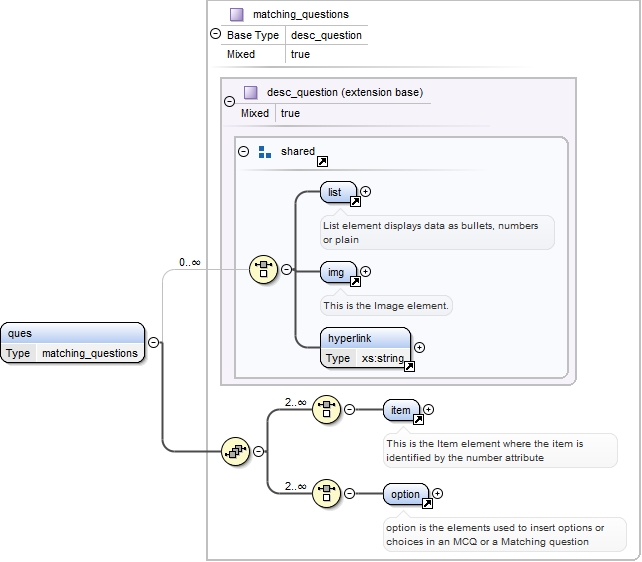 matching_questions
Base Type desc_question
Mixed true
desc_question (extension base)
Mixed true
shared
list
List element displays data as bullets, numbers
or plain
0..∞
img
This is the Image element.
ques
Type matching_questions
hyperlink
Type xs:string
2..∞
item
This is the Item element where the item is
identified by the number attribute
2..∞
option
option is the elements used to insert options or
choices in an MCQ or a Matching question